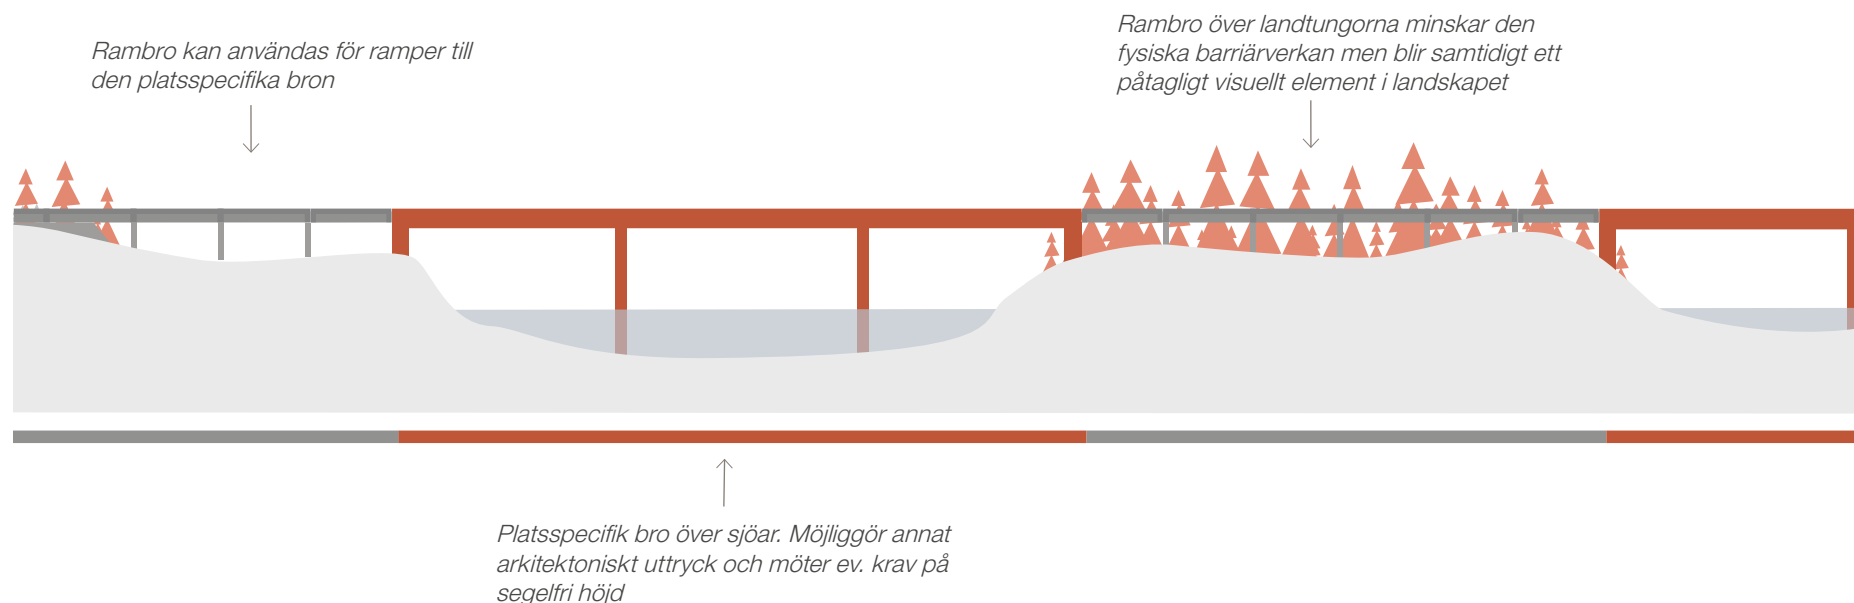 Rambro kan användas för ramper till
den platsspecifika bron
Rambro över landtungorna minskar den
fysiska barriärverkan men blir samtidigt ett
påtagligt visuellt element i landskapet
Platsspecifik bro över sjöar. Möjliggör annat
arkitektoniskt uttryck och möter ev. krav på
segelfri höjd